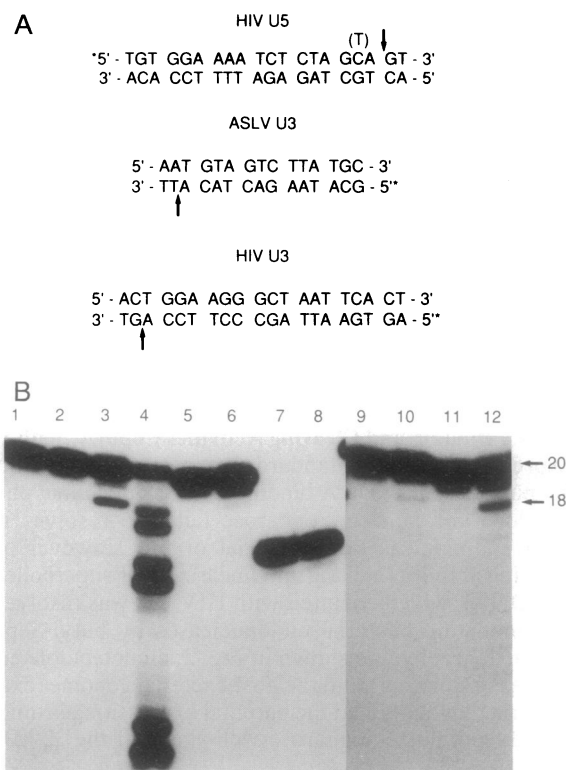 A
HIV U5
(T)
*5' - TGT GGA AAA TCT CTA GCA GT - 3'
3' - ACA CCT TTT AGA GAT CGT CA - 5'
ASLV U3
5' - AAT GTA GTC TTA TGC - 3'
3' - TTA CAT CAG AAT ACG - 5'*
HIV U3
5' - ACT GGA AGG GCT AAT TCA CT - 3'
3' - TGA CCT TCC CGA TTA AGT GA - 5'*
B
1 2 3 4 5 6 7 8 9 10 11 12
20
18